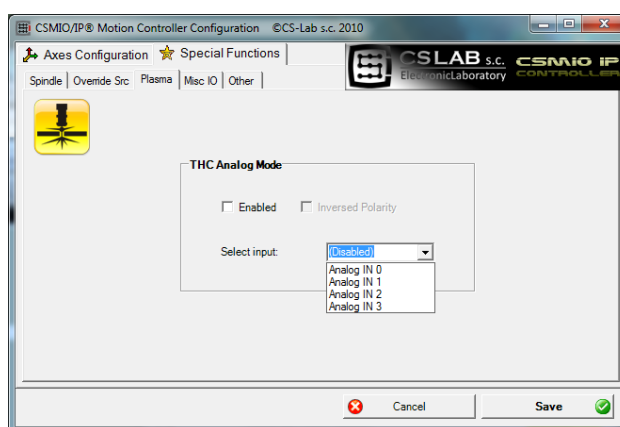 CSMIO/IP® Motion Controller Configuration ©CS-Lab s.c. 2010
Axes Configuration Special Functions
CSLAB s.c.
ElectronicLaboratory
CSMIO IP
CONTROLLER
Spindle Override Src Plasma Misc IO Other
THC Analog Mode
Enabled Inversed Polarity
Select input: (Disabled)
Analog IN 0
Analog IN 1
Analog IN 2
Analog IN 3
Cancel Save